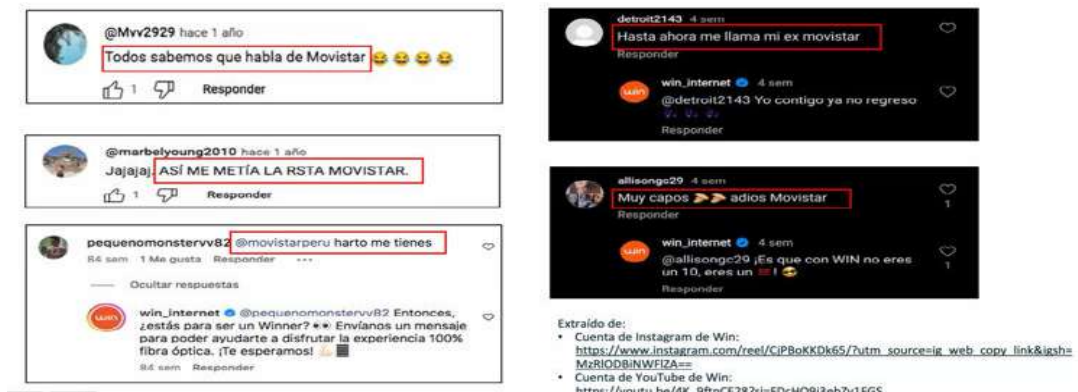 @Mvv2929 hace 1 año
Todos sabemos que habla de Movistar 😂 😂 😂 😂
1 Responder
@marbelyoung2010 hace 1 año
Jajajaj. ASÍ ME METÍA LA RSTA MOVISTAR.
1 Responder
pequenomonstervv82 @movistarperu harto me tienes
84 sem 1 Me gusta Responder ...
Ocultar respuestas
win
win_internet @pequenomonstervv82 Entonces,
¿estás para ser un Winner? 👀 Envíanos un mensaje
para poder ayudarte a disfrutar la experiencia 100%
fibra óptica. ¡Te esperamos!
84 sem Responder
detroit2143 4 sem
Hasta ahora me llama mi ex movistar
Responder
win
win_internet 4 sem
@detroit2143 Yo contigo ya no regreso
Responder
allisongc29 4 sem
Muy capos adios Movistar
Responder
1
win
win_internet 4 sem
@allisongc29 ¡Es que con WIN no eres
un 10, eres un 💯! 😎
Responder
1
Extraído de:
• Cuenta de Instagram de Win:
https://www.instagram.com/reel/CjPBoKKDk65/?utm_source=ig_web_copy_link&igsh=
MzRlODBiNWFlZA==
• Cuenta de YouTube de Win: